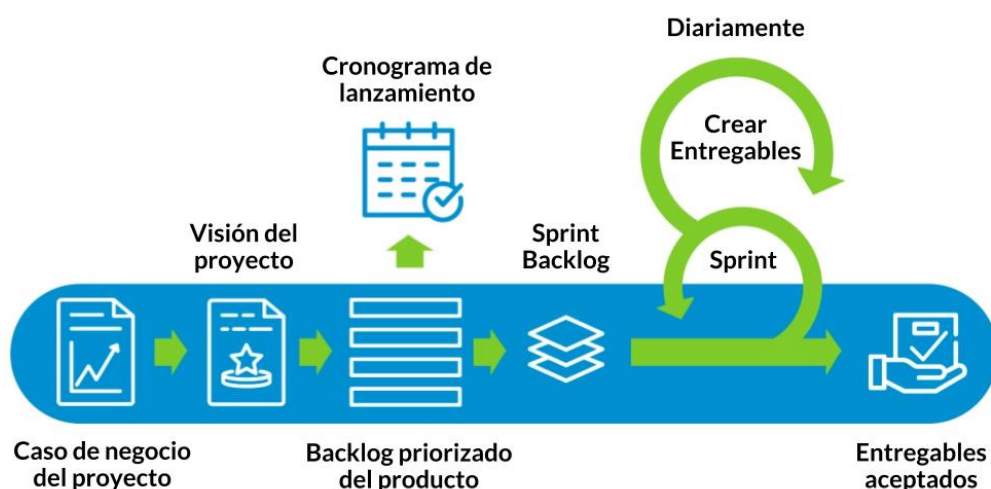 Diariamente
Cronograma de
lanzamiento
Crear
Entregables
Visión del
proyecto
Sprint
Backlog
Sprint
Caso de negocio
del proyecto
Backlog priorizado
del producto
Entregables
aceptados